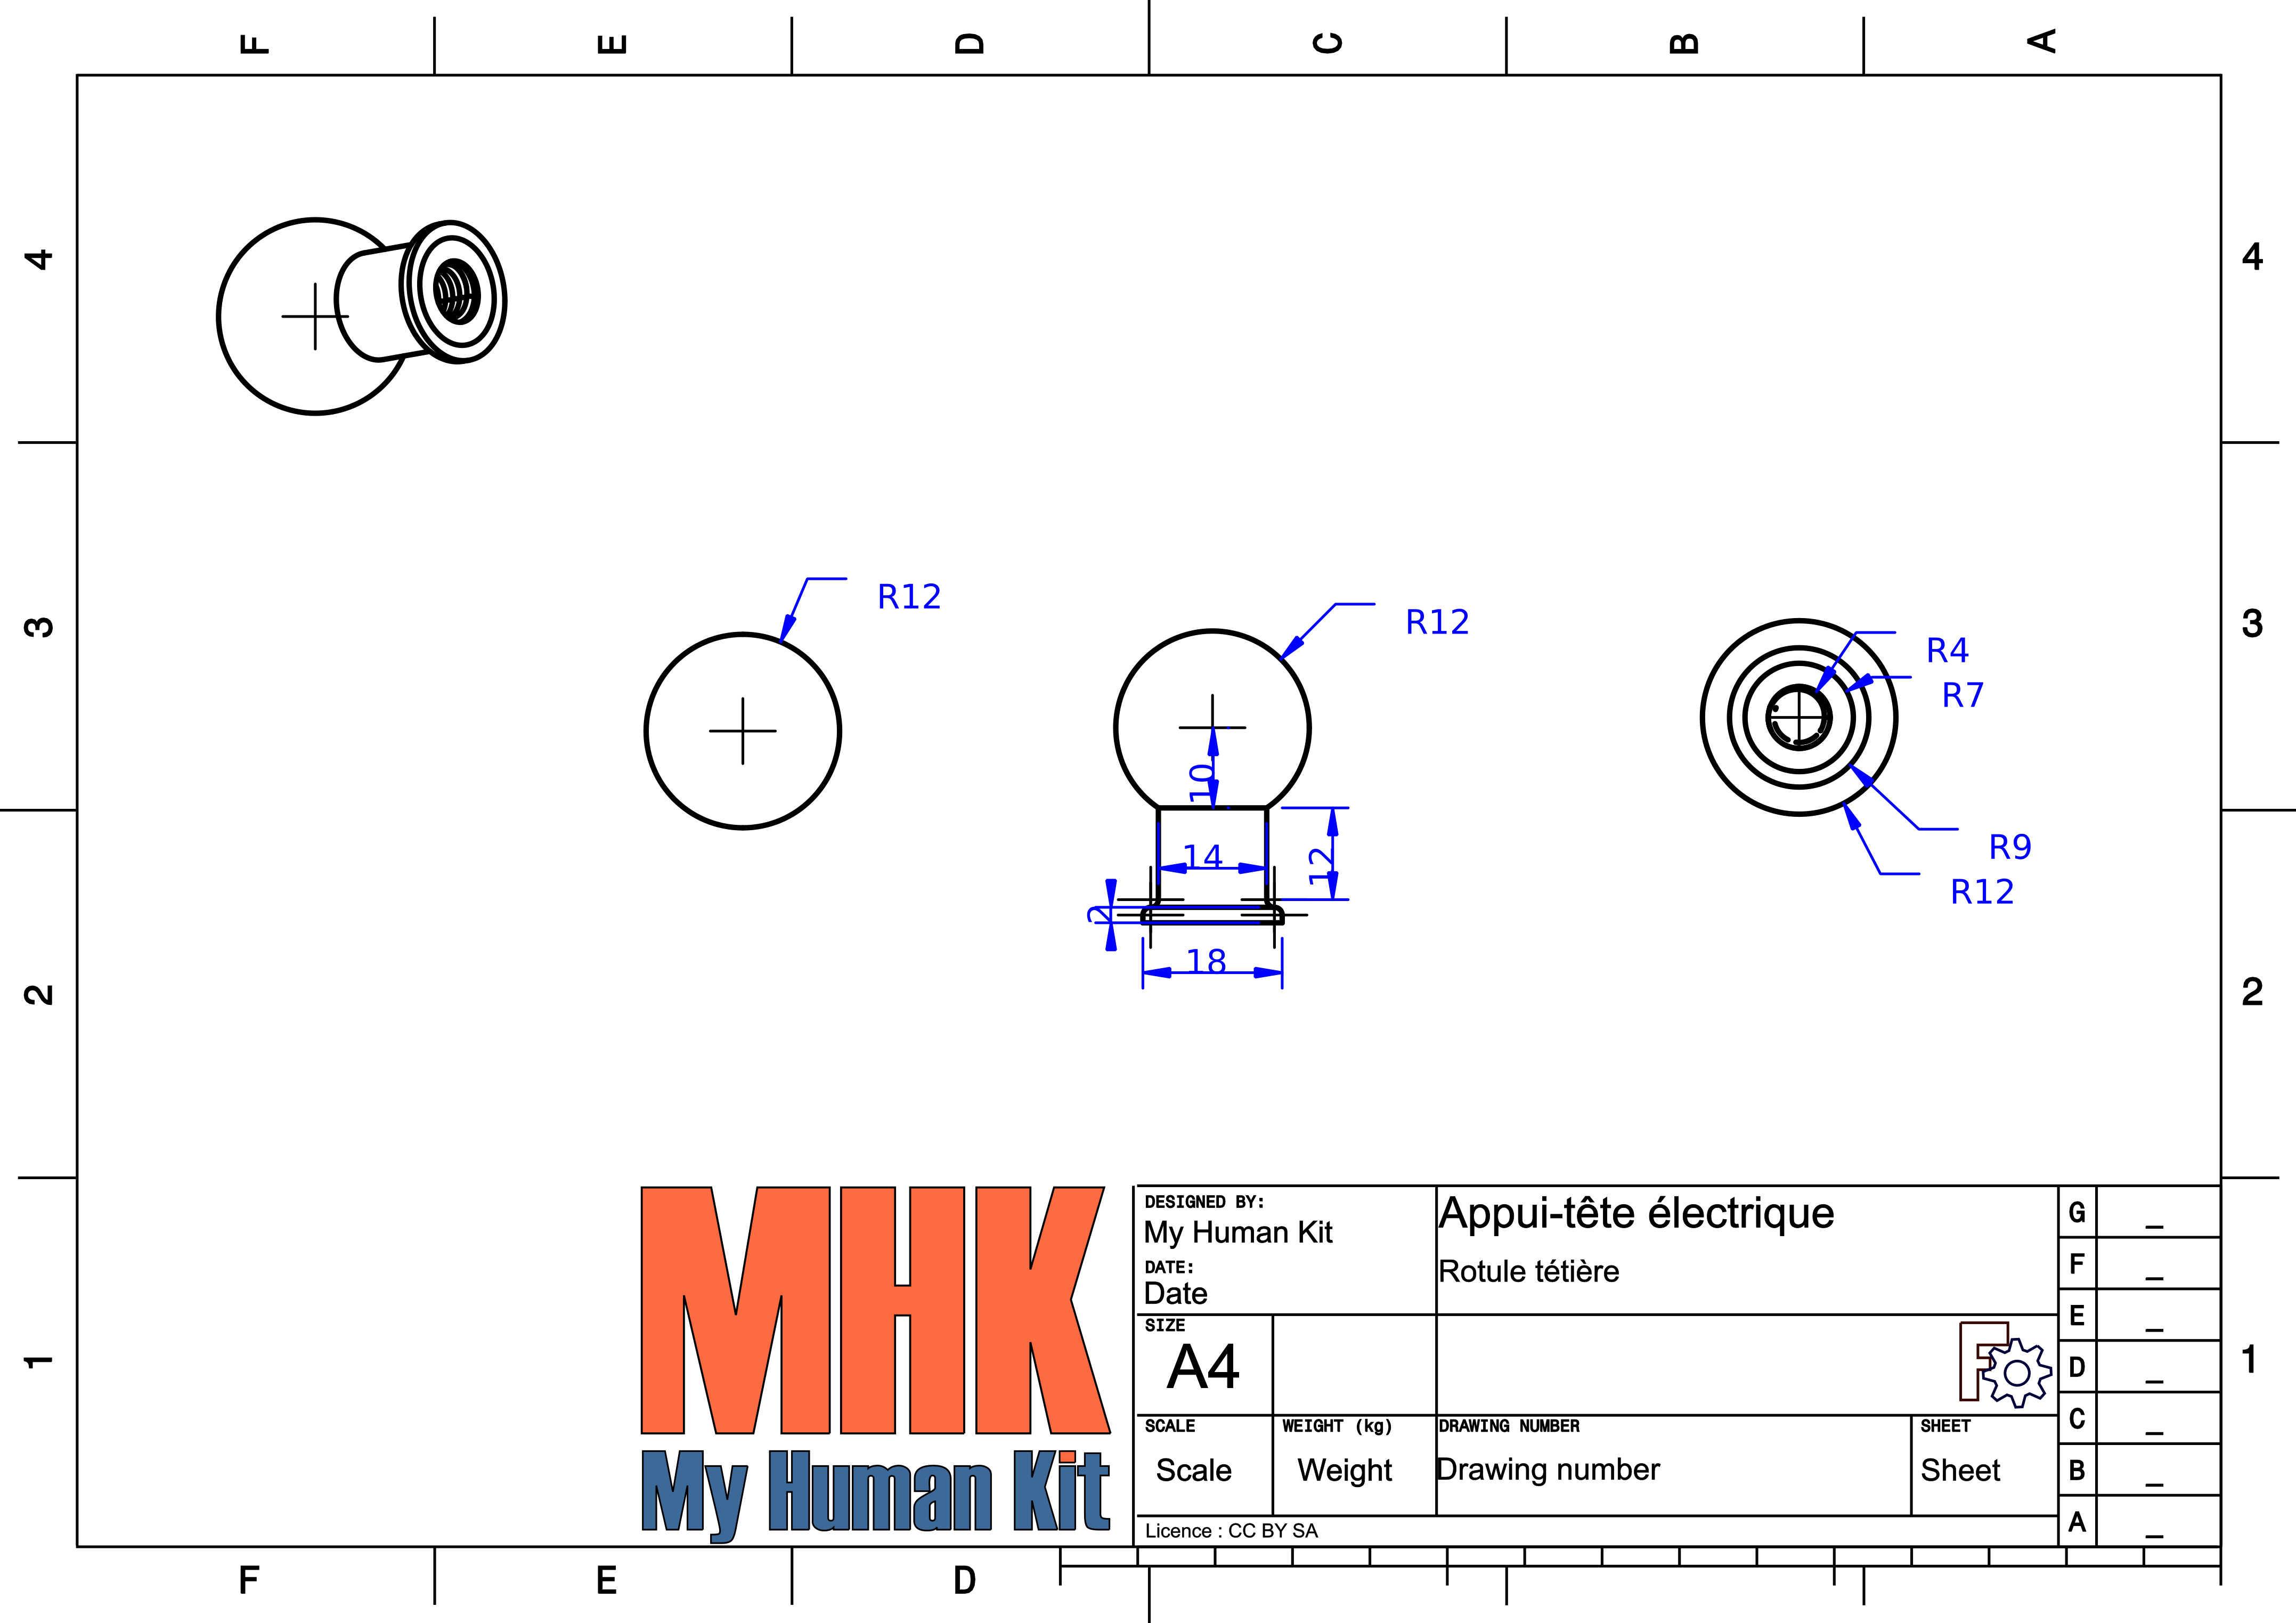 F E D C B A
4 4
R12
R12
3 3
R4
R7
10
14
12
R9
R12
2
18
2 2
MHK
My Human Kit
DESIGNED BY:
My Human Kit
DATE:
Date
Appui-tête électrique
Rotule tétière
SIZE
A4
SCALE
Scale
WEIGHT (kg)
Weight
DRAWING NUMBER
Drawing number
SHEET
Sheet
Licence : CC BY SA
G _
F _
E _
D _
C _
B _
A _
1 1
F E D